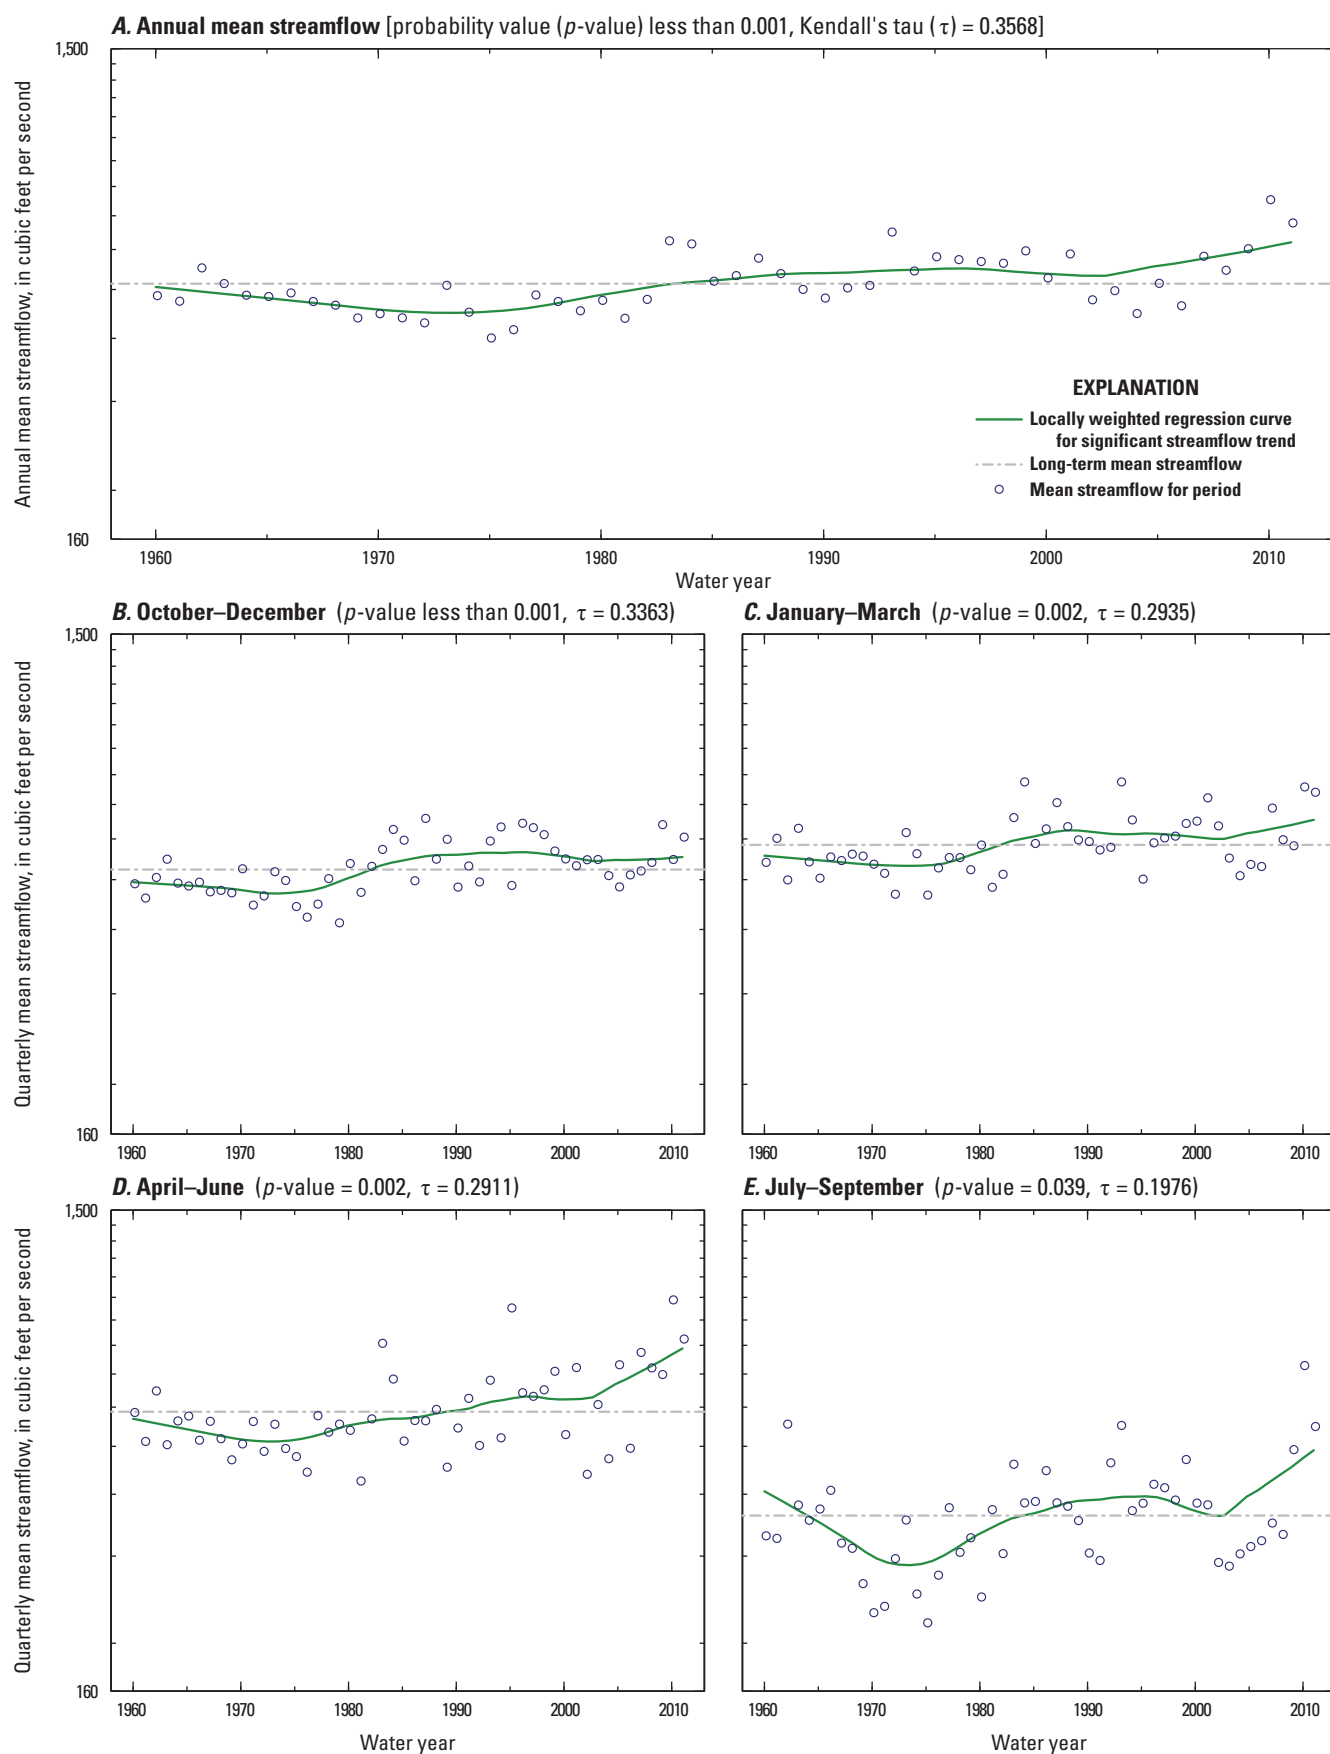 A. Annual mean streamflow [probability value (p-value) less than 0.001, Kendall's tau (τ) = 0.3568]
1,500
Annual mean streamflow, in cubic feet per second
EXPLANATION
Locally weighted regression curve
for significant streamflow trend
Long-term mean streamflow
Mean streamflow for period
160
1960 1970 1980 1990 2000 2010
Water year
B. October–December (p-value less than 0.001, τ = 0.3363)
1,500
Quarterly mean streamflow, in cubic feet per second
160
1960 1970 1980 1990 2000 2010
C. January–March (p-value = 0.002, τ = 0.2935)
1960 1970 1980 1990 2000 2010
D. April–June (p-value = 0.002, τ = 0.2911)
1,500
Quarterly mean streamflow, in cubic feet per second
160
1960 1970 1980 1990 2000 2010
Water year
E. July–September (p-value = 0.039, τ = 0.1976)
1960 1970 1980 1990 2000 2010
Water year